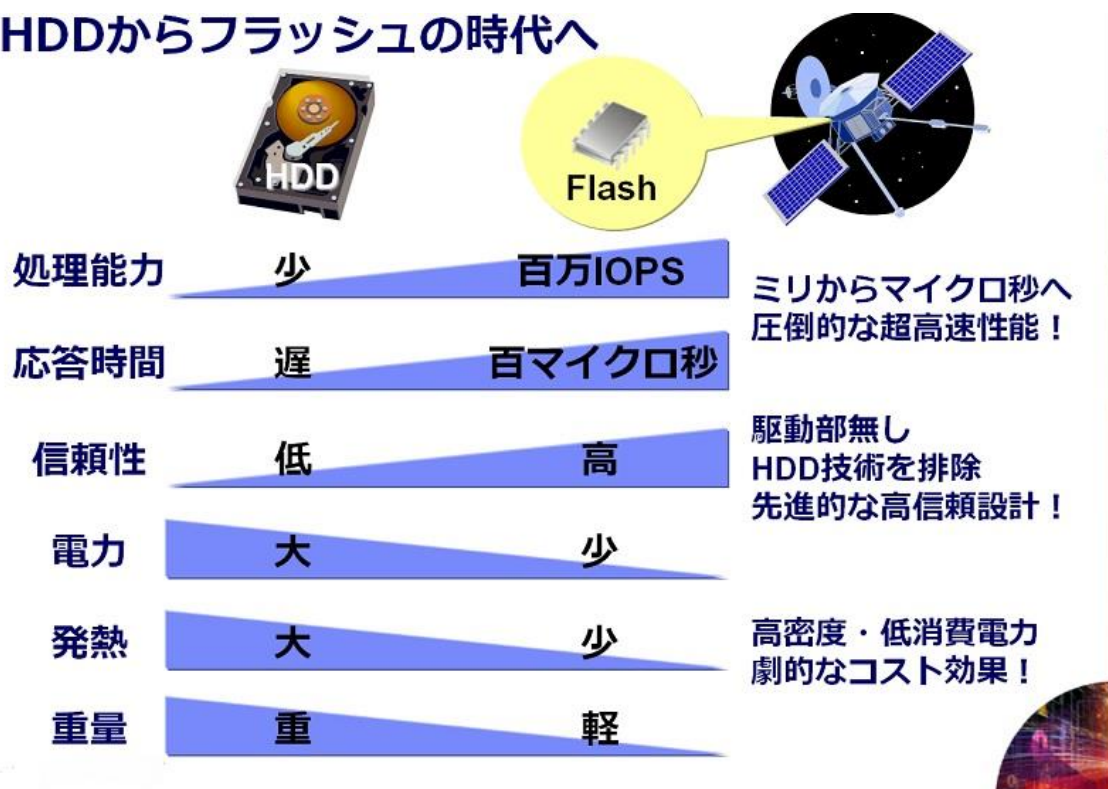 HDDからフラッシュの時代へ
HDD
Flash
処理能力 少 百万IOPS
ミリからマイクロ秒へ
圧倒的な超高速性能！
応答時間 遅 百マイクロ秒
信頼性 低 高
駆動部無し
HDD技術を排除
先進的な高信頼設計！
電力 大 少
発熱 大 少
高密度・低消費電力
劇的なコスト効果！
重量 重 軽